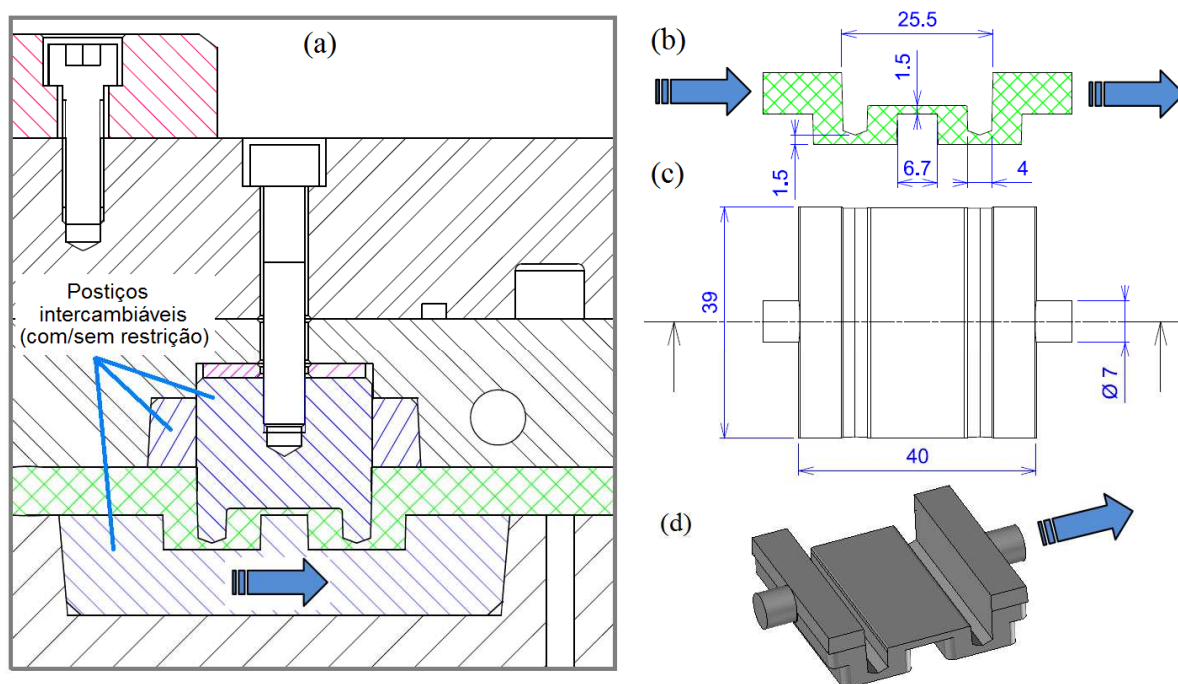 (a)
Postiços
intercambiáveis
(com/sem restrição)
(b)
25.5
1.5
1.5
6.7
4
(c)
39
Ø 7
40
(d)